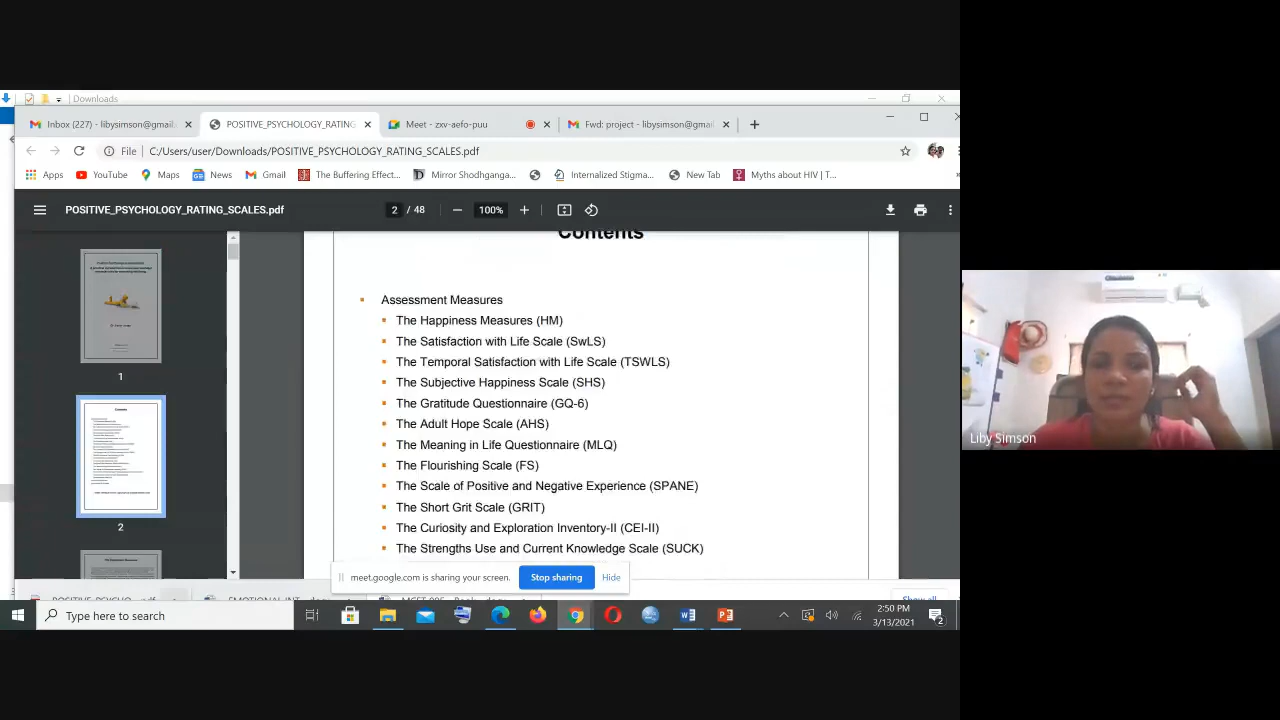 Downloads
Inbox (227) - libysimson@gmail
POSITIVE_PSYCHOLOGY_RATING
Meet - zxv-aefo-puu
Fwd: project - libysimson@gmai
File
C:/Users/user/Downloads/POSITIVE_PSYCHOLOGY_RATING_SCALES.pdf
Apps
YouTube
Maps
News
Gmail
The Buffering Effect...
Mirror Shodhganga...
Internalized Stigma...
New Tab
Myths about HIV | T...
POSITIVE_PSYCHOLOGY_RATING_SCALES.pdf
2 / 48
100%
Contents
Assessment Measures
The Happiness Measures (HM)
The Satisfaction with Life Scale (SwLS)
The Temporal Satisfaction with Life Scale (TSWLS)
The Subjective Happiness Scale (SHS)
The Gratitude Questionnaire (GQ-6)
The Adult Hope Scale (AHS)
The Meaning in Life Questionnaire (MLQ)
The Flourishing Scale (FS)
The Scale of Positive and Negative Experience (SPANE)
The Short Grit Scale (GRIT)
The Curiosity and Exploration Inventory-II (CEI-II)
The Strengths Use and Current Knowledge Scale (SUCK)
1
2
meet.google.com is sharing your screen.
Stop sharing
Hide
Show all
Type here to search
2:50 PM
3/13/2021
2
Liby Simson